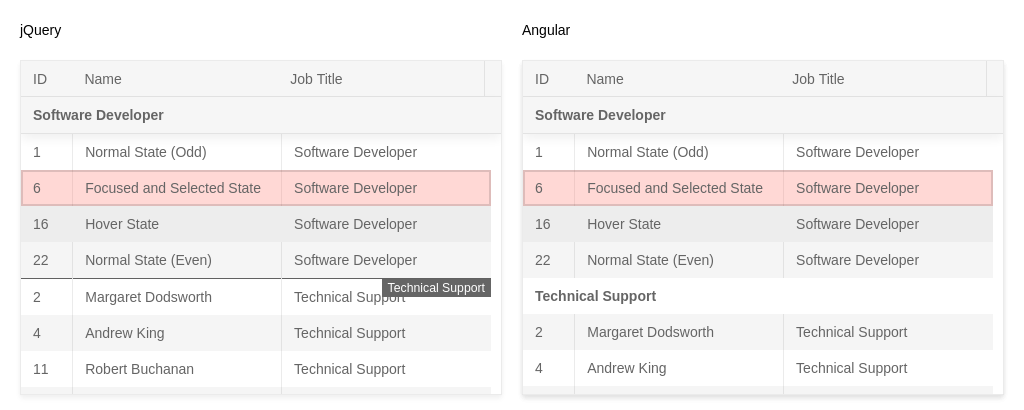 jQuery
ID Name Job Title
Software Developer
1 Normal State (Odd) Software Developer
6 Focused and Selected State Software Developer
16 Hover State Software Developer
22 Normal State (Even) Software Developer
Technical Support
2 Margaret Dodsworth Technical Support
4 Andrew King Technical Support
11 Robert Buchanan Technical Support
Angular
ID Name Job Title
Software Developer
1 Normal State (Odd) Software Developer
6 Focused and Selected State Software Developer
16 Hover State Software Developer
22 Normal State (Even) Software Developer
Technical Support
2 Margaret Dodsworth Technical Support
4 Andrew King Technical Support